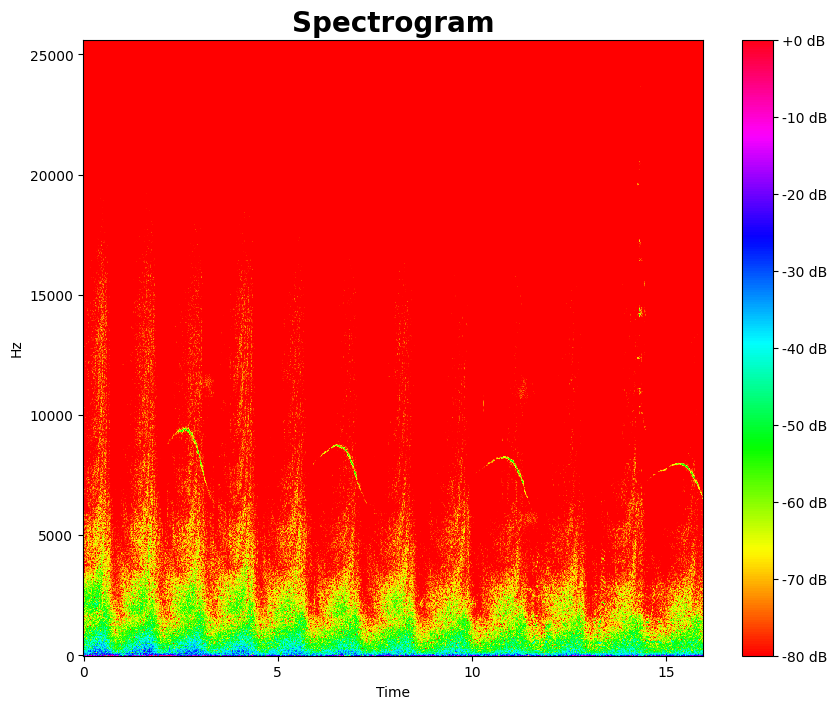 Spectrogram
25000
20000
15000
10000
5000
0
Hz
0
5
10
15
Time
+0 dB
-10 dB
-20 dB
-30 dB
-40 dB
-50 dB
-60 dB
-70 dB
-80 dB